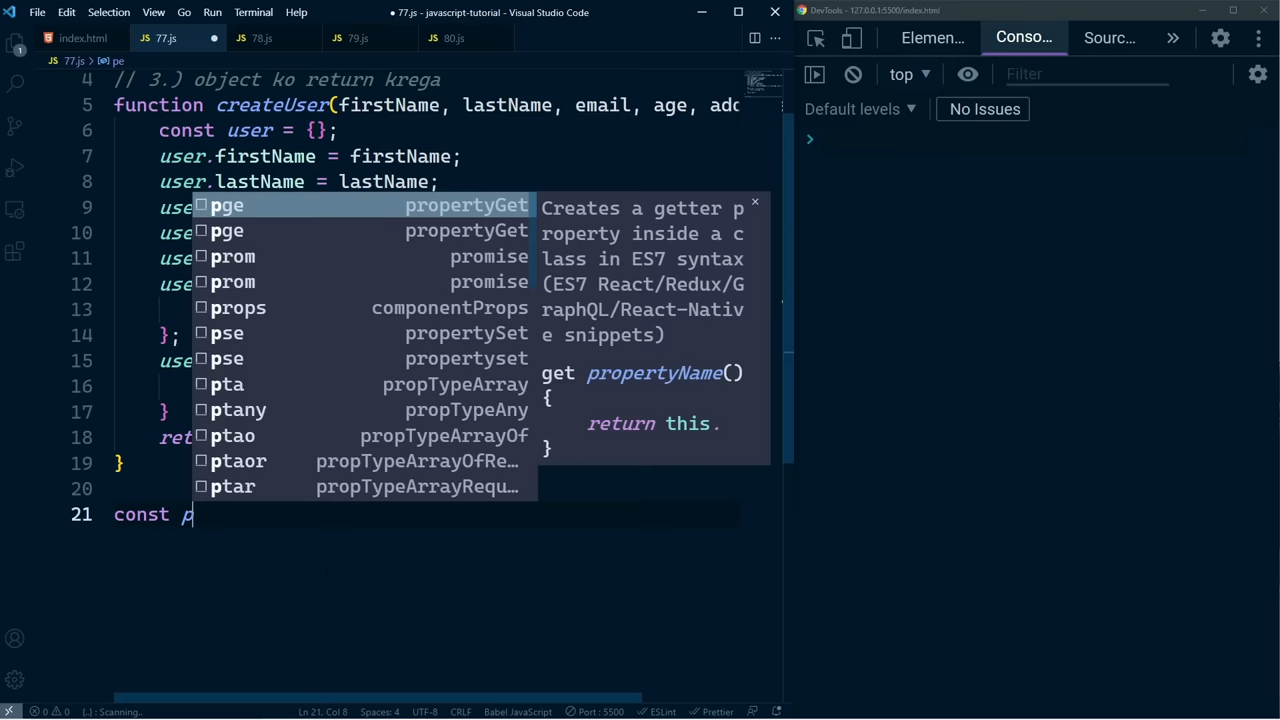 File Edit Selection View Go Run Terminal Help
● 77.js - javascript-tutorial - Visual Studio Code
DevTools - 127.0.0.1:5500/index.html
index.html
JS 77.js
JS 78.js
JS 79.js
JS 80.js
Elemen...
Conso...
Sourc...
JS 77.js > pe
1
top
Filter
Default levels
No Issues
4 // 3.) object ko return krega
5 function createUser(firstName, lastName, email, age, add
6 const user = {};
7 user.firstName = firstName;
8 user.lastName = lastName;
9 use
10 use
11 use
12 use
13
14 };
15 use
16
17 }
18 ret
19 }
20
21 const p
pge propertyGet
pge propertyGet
prom promise
prom promise
props componentProps
pse propertySet
pse propertyset
pta propTypeArray
ptany propTypeAny
ptao propTypeArrayOf
ptaor propTypeArrayOfRe...
ptar propTypeArrayRequ...
Creates a getter p
roperty inside a c
lass in ES7 syntax
(ES7 React/Redux/G
raphQL/React-Nativ
e snippets)
get propertyName()
{
return this.
}
0 0 {..} : Scanning.. Ln 21, Col 8 Spaces: 4 UTF-8 CRLF Babel JavaScript Port : 5500 ESLint Prettier